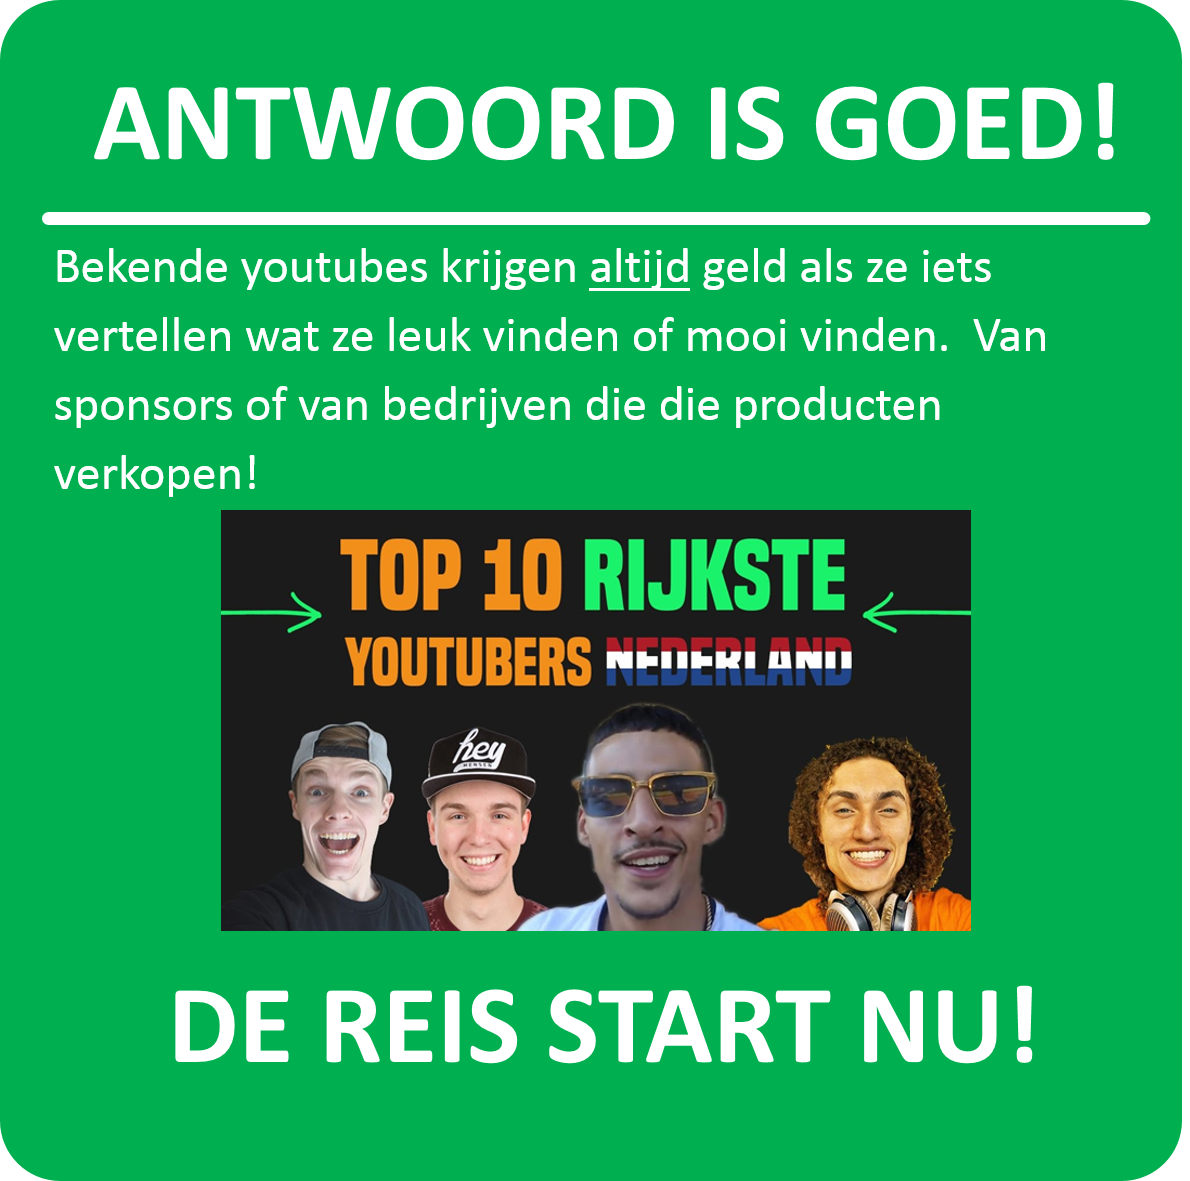 ANTWOORD IS GOED!
Bekende youtubes krijgen altijd geld als ze iets
vertellen wat ze leuk vinden of mooi vinden.  Van
sponsors of van bedrijven die die producten
verkopen!
TOP 10 RIJKSTE
YOUTUBERS NEDERLAND
hey
MENSEN
DE REIS START NU!